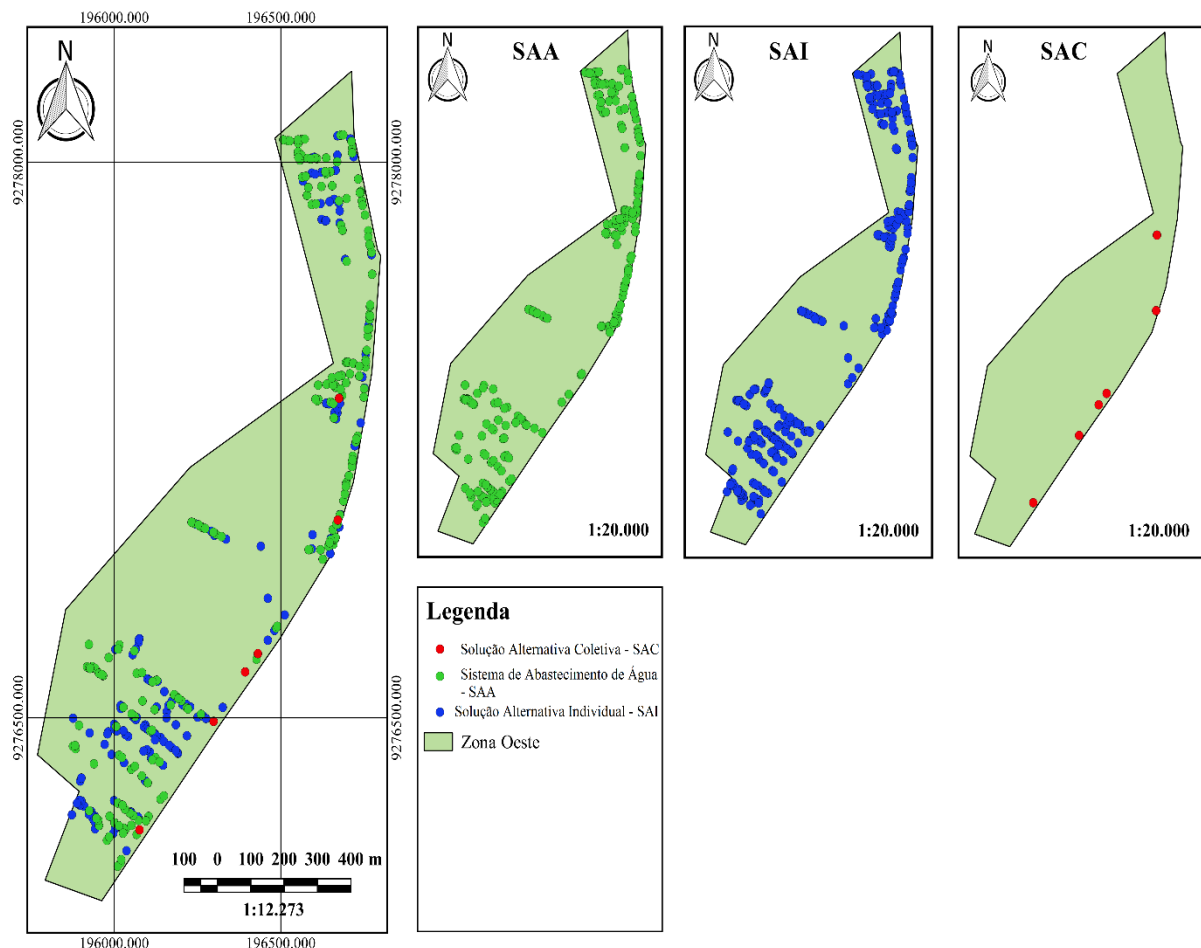 196000.000 196500.000
N
9278000.000 9278000.000
9276500.000 9276500.000
100 0 100 200 300 400 m
1:12.273
196000.000 196500.000
N
SAA
1:20.000
N
SAI
1:20.000
N
SAC
1:20.000
Legenda
Solução Alternativa Coletiva - SAC
Sistema de Abastecimento de Água
- SAA
Solução Alternativa Individual - SAI
Zona Oeste